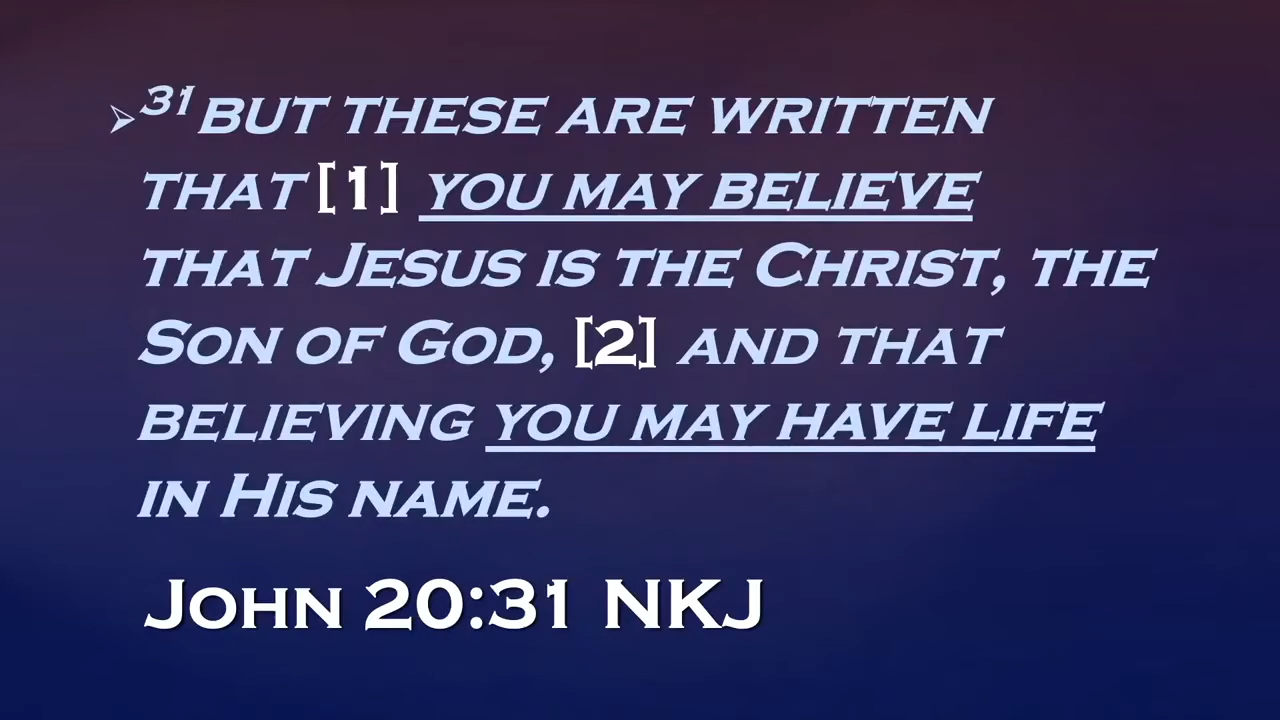 ➢31 BUT THESE ARE WRITTEN
THAT [1] YOU MAY BELIEVE
THAT JESUS IS THE CHRIST, THE
SON OF GOD, [2] AND THAT
BELIEVING YOU MAY HAVE LIFE
IN HIS NAME.
JOHN 20:31 NKJ